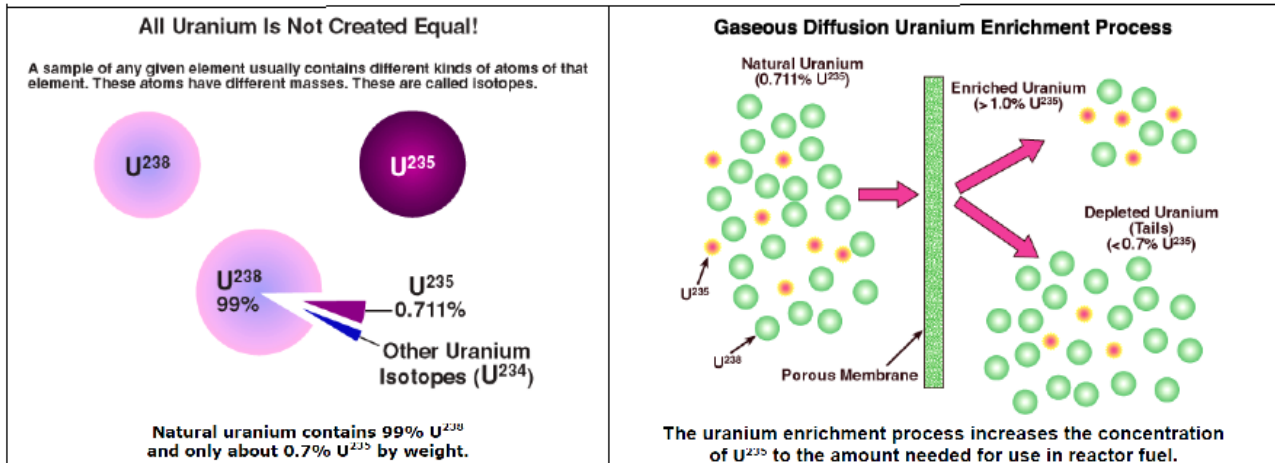 All Uranium Is Not Created Equal!
A sample of any given element usually contains different kinds of atoms of that
element. These atoms have different masses. These are called isotopes.
U²³⁸
U²³⁵
U²³⁸
99%
U²³⁵
0.711%
Other Uranium
Isotopes (U²³⁴)
Natural uranium contains 99% U²³⁸
and only about 0.7% U²³⁵ by weight.
Gaseous Diffusion Uranium Enrichment Process
Natural Uranium
(0.711% U²³⁵)
Enriched Uranium
(> 1.0% U²³⁵)
Depleted Uranium
(Tails)
(< 0.7% U²³⁵)
U²³⁵
U²³⁸
Porous Membrane
The uranium enrichment process increases the concentration
of U²³⁵ to the amount needed for use in reactor fuel.